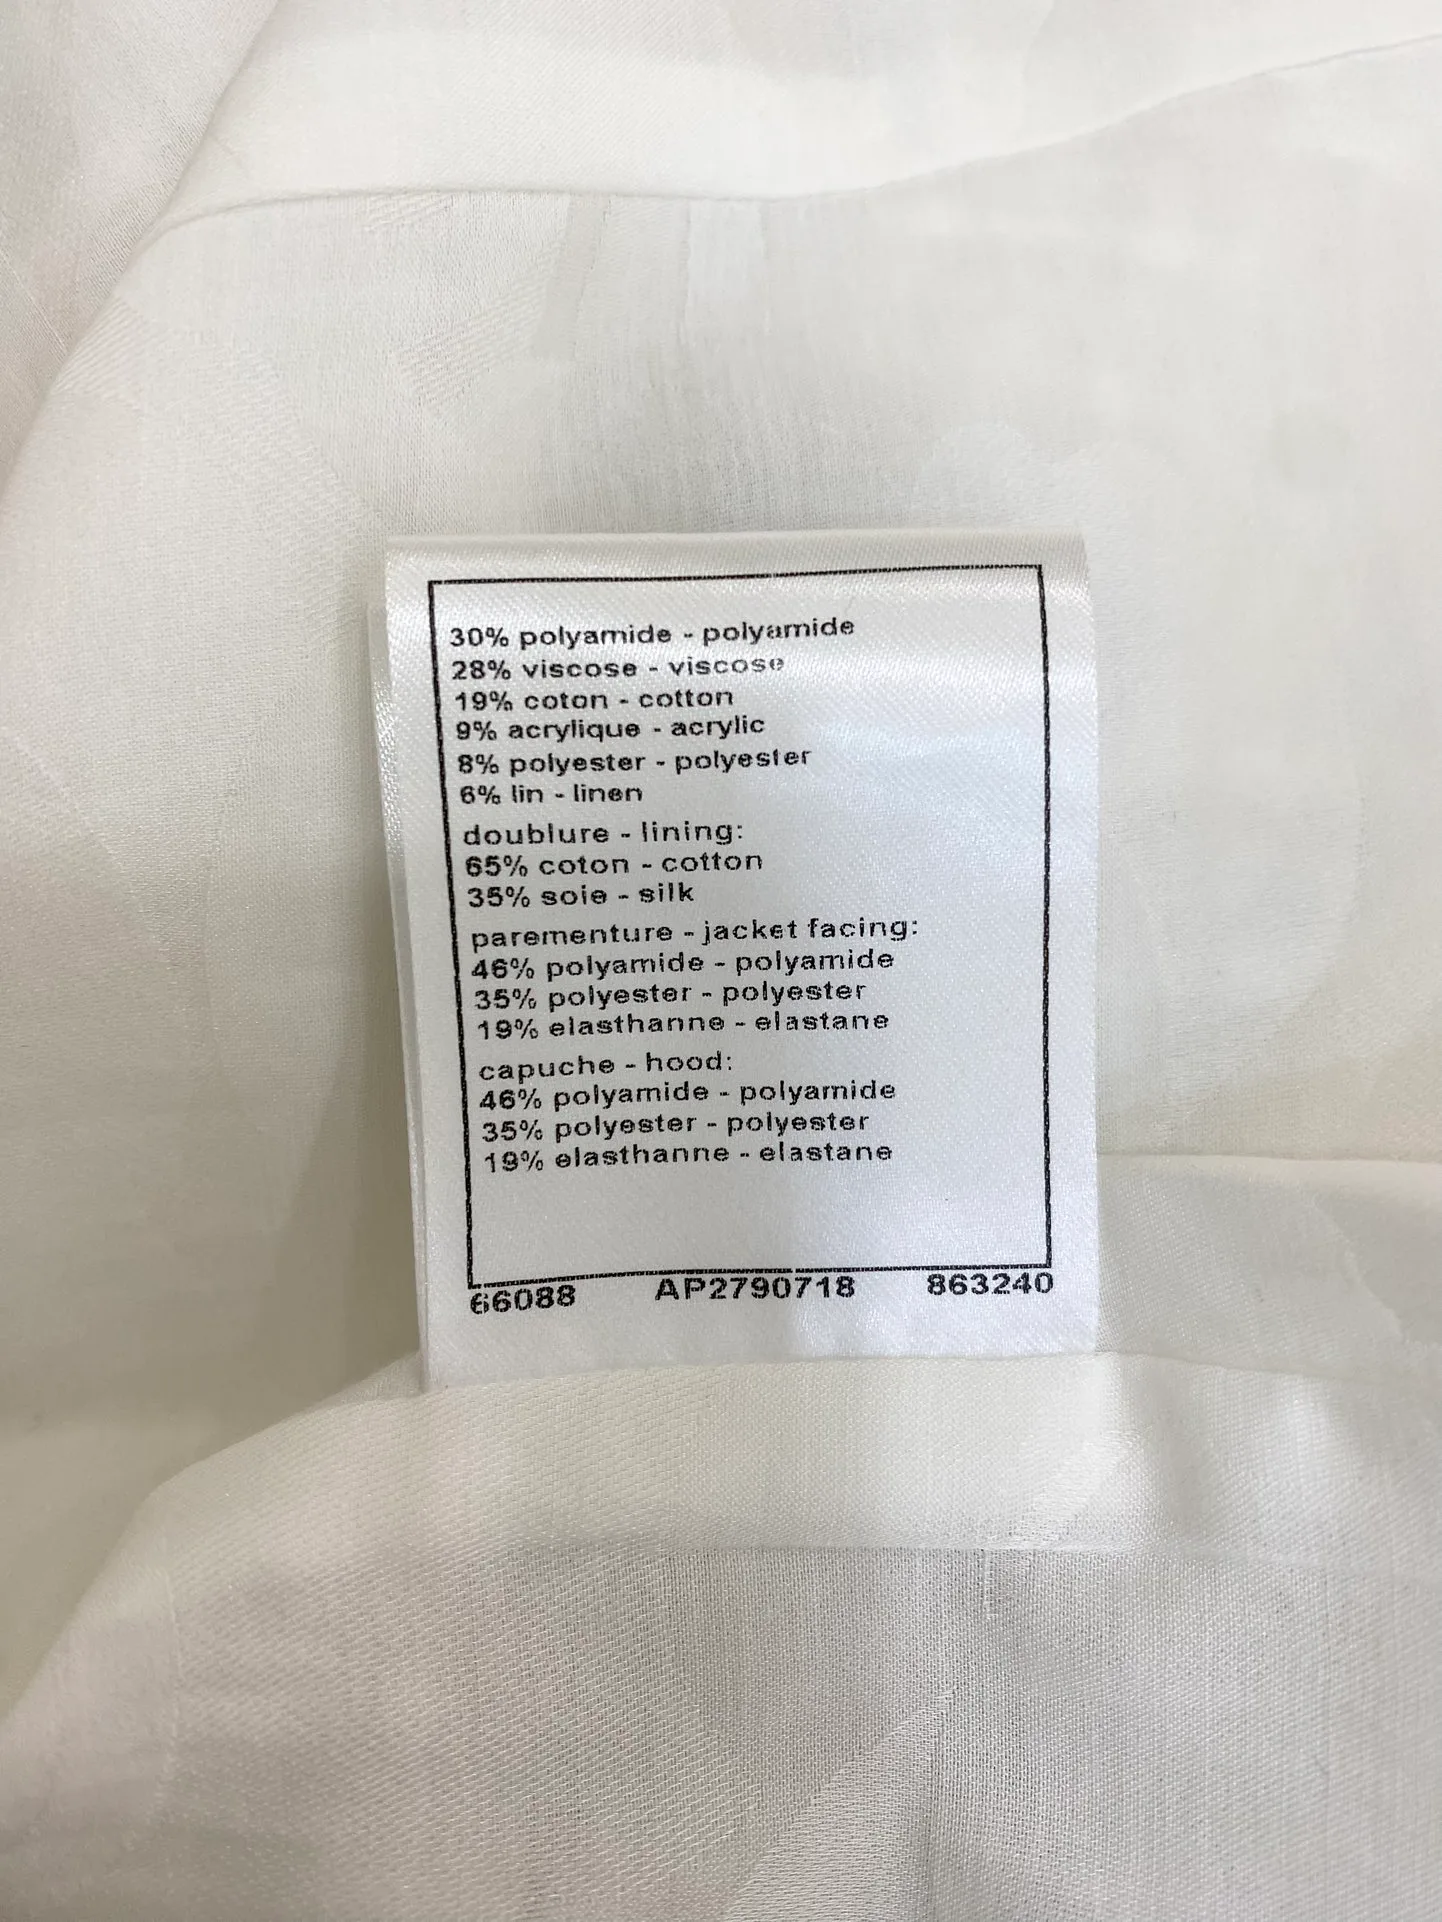 30% polyamide - polyamide
28% viscose - viscose
19% coton - cotton
9% acrylique - acrylic
8% polyester - polyester
6% lin - linen
doublure - lining:
65% coton - cotton
35% soie - silk
parementure - jacket facing:
46% polyamide - polyamide
35% polyester - polyester
19% elasthanne - elastane
capuche - hood:
46% polyamide - polyamide
35% polyester - polyester
19% elasthanne - elastane
66088 AP2790718 863240